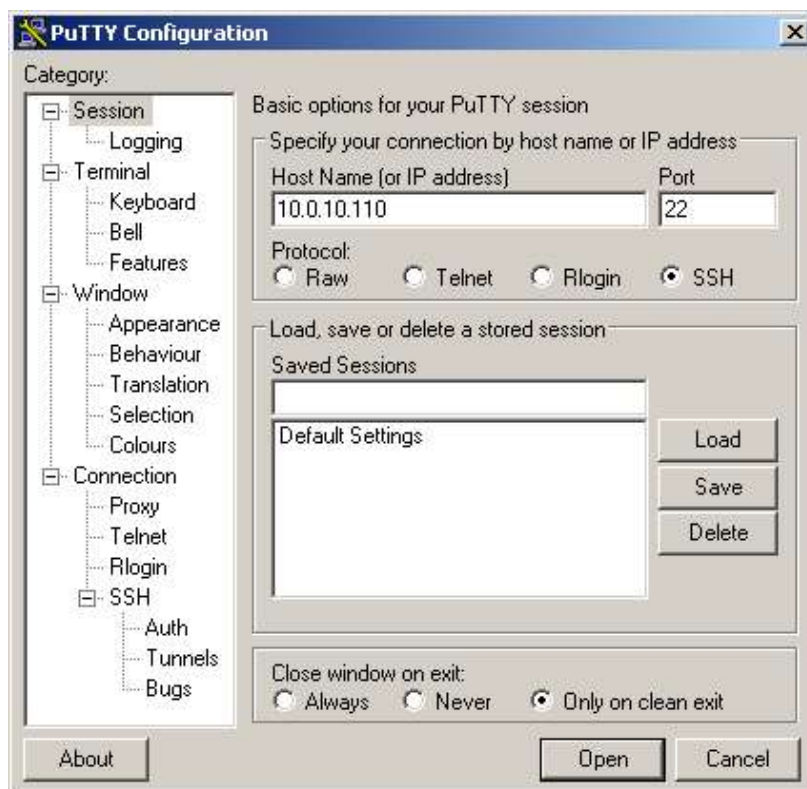 PuTTY Configuration
Category:
Session
Logging
Terminal
Keyboard
Bell
Features
Window
Appearance
Behaviour
Translation
Selection
Colours
Connection
Proxy
Telnet
Rlogin
SSH
Auth
Tunnels
Bugs
Basic options for your PuTTY session
Specify your connection by host name or IP address
Host Name (or IP address) Port
10.0.10.110 22
Protocol:
Raw Telnet Rlogin SSH
Load, save or delete a stored session
Saved Sessions
Default Settings
Load
Save
Delete
Close window on exit:
Always Never Only on clean exit
About Open Cancel